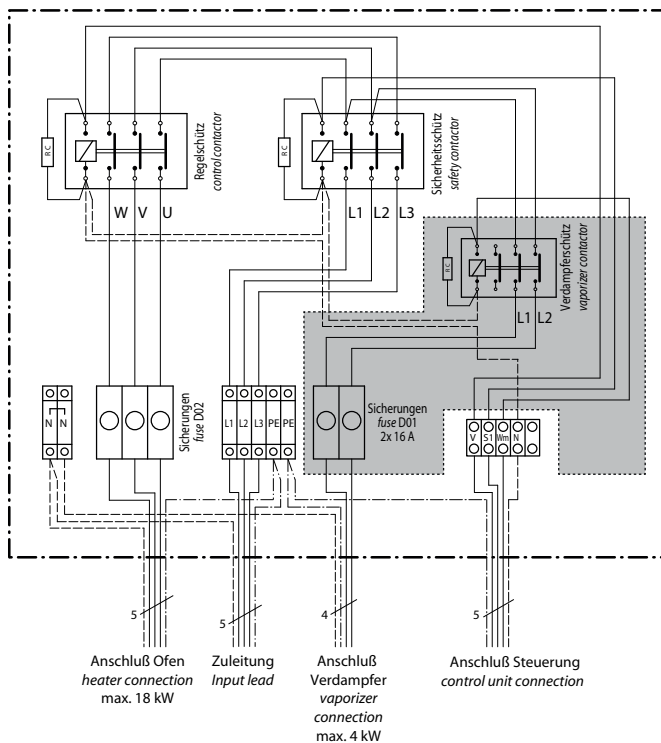 RC
Regelschütz
control contactor
RC
Sicherheitsschütz
safety contactor
W V U
L1 L2 L3
RC
Verdampferschütz
vaporizer contactor
L1 L2
N N
Sicherungen
fuse D02
L1 L2 L3 PE PE
Sicherungen
fuse D01
2x 16 A
V S1 Wm N
5
5
4
5
Anschluß Ofen
heater connection
max. 18 kW
Zuleitung
Input lead
Anschluß
Verdampfer
vaporizer
connection
max. 4 kW
Anschluß Steuerung
control unit connection